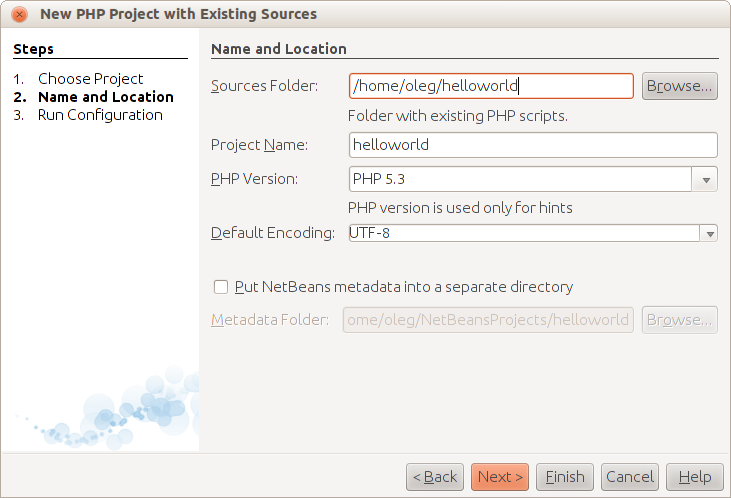 New PHP Project with Existing Sources
Steps
1. Choose Project
2. Name and Location
3. Run Configuration
Name and Location
Sources Folder: /home/oleg/helloworld Browse...
Folder with existing PHP scripts.
Project Name: helloworld
PHP Version: PHP 5.3
PHP version is used only for hints
Default Encoding: UTF-8
Put NetBeans metadata into a separate directory
Metadata Folder: ome/oleg/NetBeansProjects/helloworld Browse...
< Back Next > Finish Cancel Help